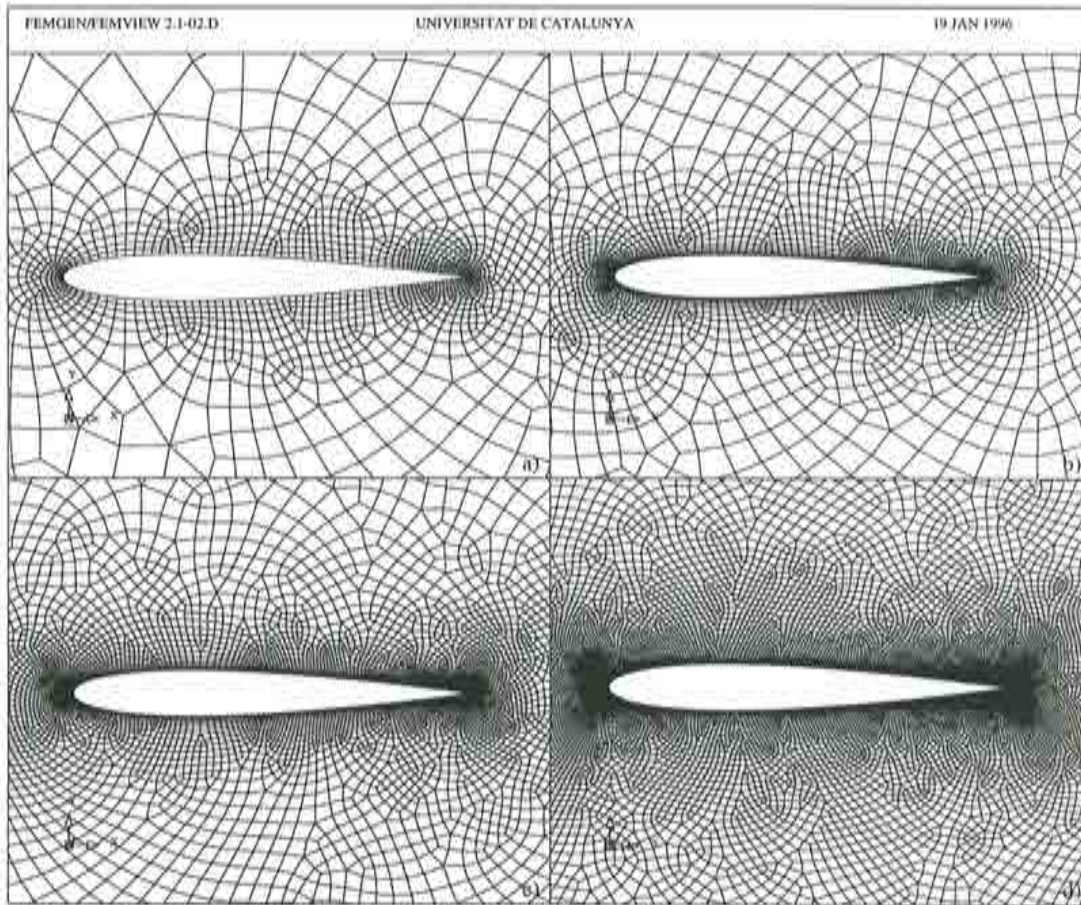 FEMGEN/FEMVIEW 2.1-02.D UNIVERSITAT DE CATALUNYA 19 JAN 1996
Y
X
a)
b)
X
c)
d)